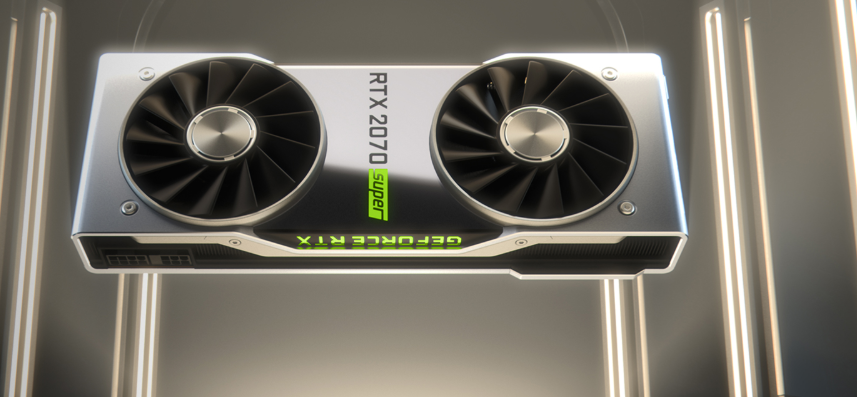 RTX 2070 SUPER
GEFORCE RTX